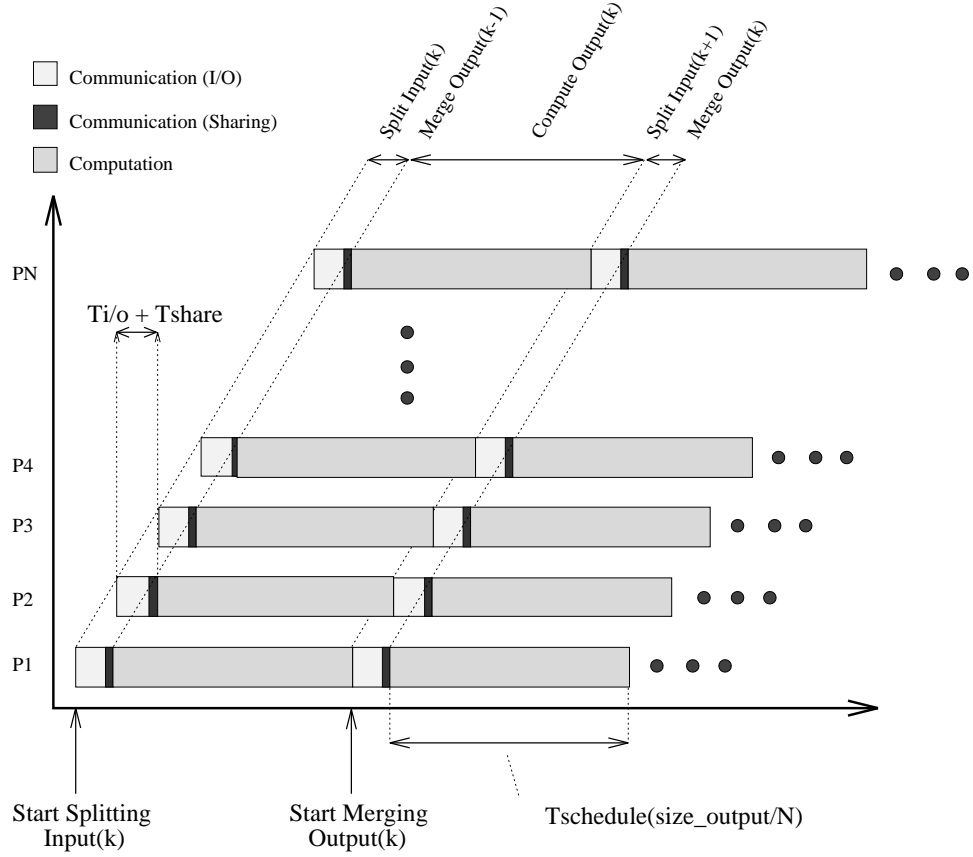 Split Input(k)
Merge Output(k-1)
Compute Output(k)
Split Input(k+1)
Merge Output(k)
Communication (I/O)
Communication (Sharing)
Computation
PN
Ti/o + Tshare
P4
P3
P2
P1
Start Splitting
Input(k)
Start Merging
Output(k)
Tschedule(size_output/N)